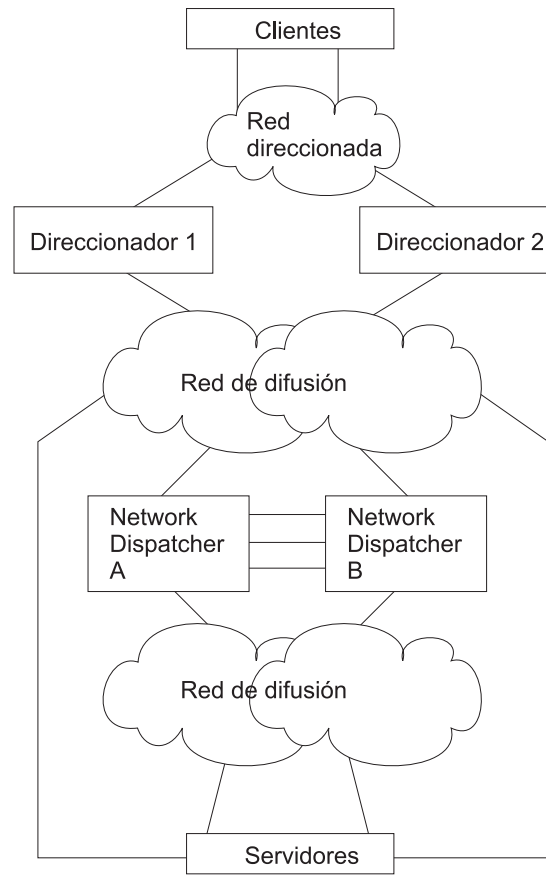 Clientes
Red
direccionada
Direccionador 1
Direccionador 2
Red de difusión
Network
Dispatcher
A
Network
Dispatcher
B
Red de difusión
Servidores